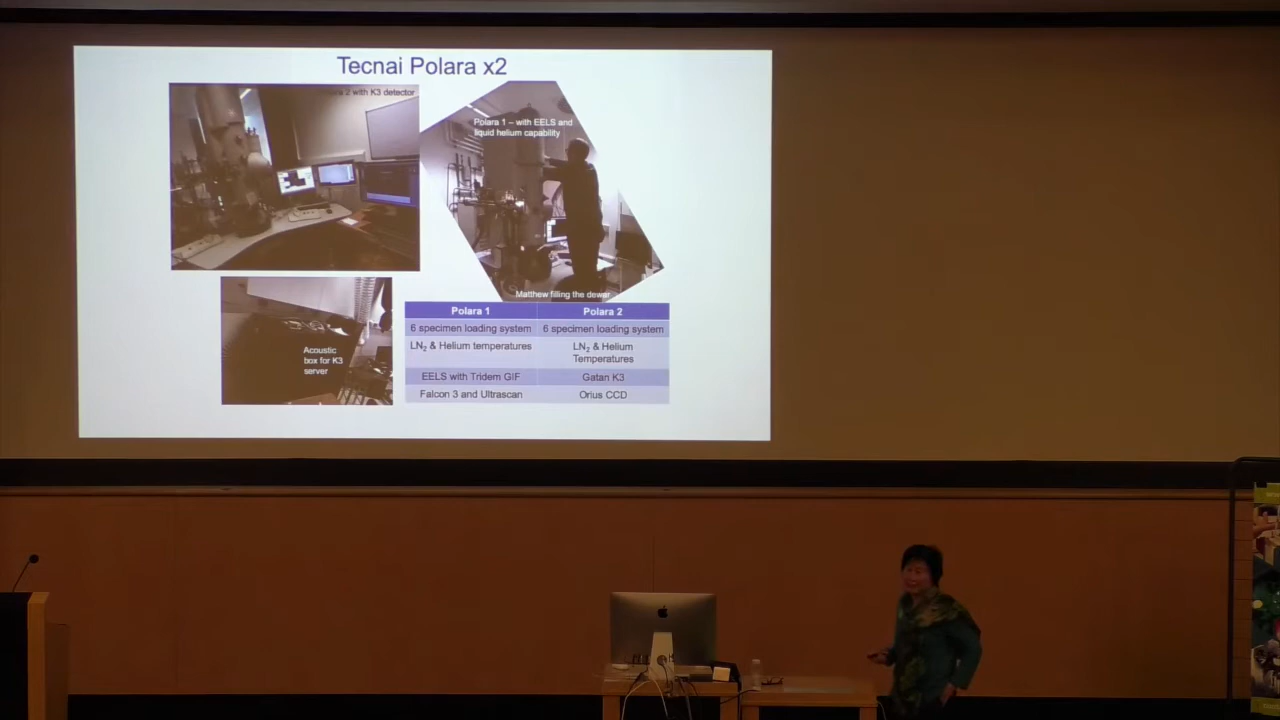 Tecnai Polara x2
2 with K3 detector
Polara 1 – with EELS and
liquid helium capability
Matthew filling the dewar
Acoustic
box for K3
server
Polara 1
Polara 2
6 specimen loading system
6 specimen loading system
LN₂ & Helium temperatures
LN₂ & Helium
Temperatures
EELS with Tridem GIF
Gatan K3
Falcon 3 and Ultrascan
Orius CCD